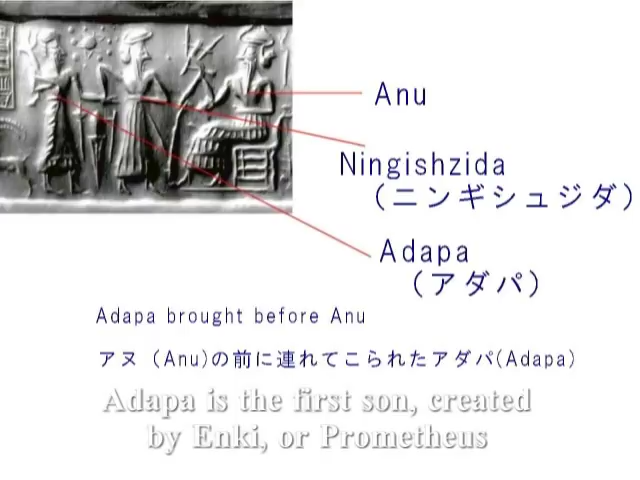 Anu
Ningishzida
(ニンギシュジダ)
Adapa
(アダパ)
Adapa brought before Anu
アヌ (Anu)の前に連れてこられたアダパ(Adapa)
Adapa is the first son, created
by Enki, or Prometheus